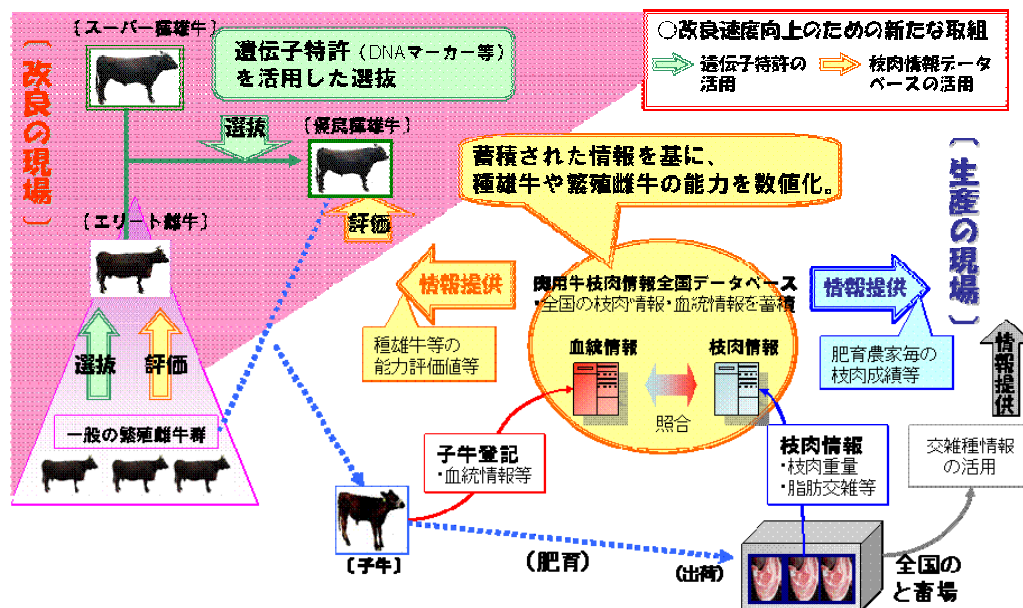 〔改良の現場〕
〔スーパー種雄牛〕
遺伝子特許（DNAマーカー等）
を活用した選抜
○改良速度向上のための新たな取組
遺伝子特許の
活用
枝肉情報データ
ベースの活用
選抜
〔優良種雄牛〕
評価
蓄積された情報を基に、
種雄牛や繁殖雌牛の能力を数値化。
〔生産の現場〕
〔エリート雌牛〕
選抜
評価
一般の繁殖雌牛群
情報提供
種雄牛等の
能力評価値等
肉用牛枝肉情報全国データベース
・全国の枝肉情報・血統情報を蓄積
血統情報
枝肉情報
照合
情報提供
肥育農家毎の
枝肉成績等
情報提供
子牛登記
・血統情報等
枝肉情報
・枝肉重量
・脂肪交雑等
交雑種情報
の活用
〔子牛〕
（肥育）
（出荷）
全国の
と畜場